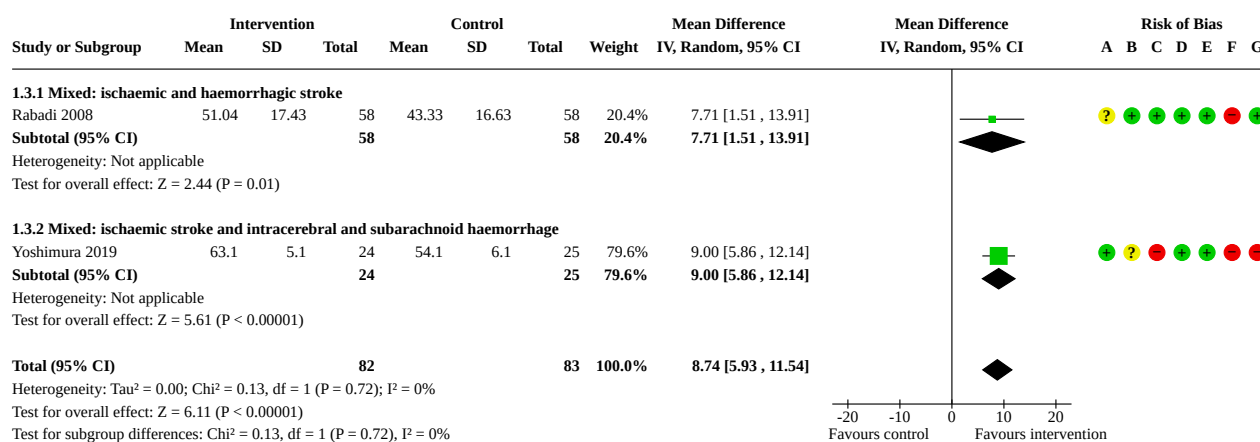 Intervention Control Mean Difference Mean Difference Risk of Bias
Study or Subgroup Mean SD Total Mean SD Total Weight IV, Random, 95% CI IV, Random, 95% CI A B C D E F G
1.3.1 Mixed: ischaemic and haemorrhagic stroke
Rabadi 2008 51.04 17.43 58 43.33 16.63 58 20.4% 7.71 [1.51 , 13.91] ? + + + + − +
Subtotal (95% CI) 58 58 20.4% 7.71 [1.51 , 13.91]
Heterogeneity: Not applicable
Test for overall effect: Z = 2.44 (P = 0.01)
1.3.2 Mixed: ischaemic stroke and intracerebral and subarachnoid haemorrhage
Yoshimura 2019 63.1 5.1 24 54.1 6.1 25 79.6% 9.00 [5.86 , 12.14] + ? − + + − −
Subtotal (95% CI) 24 25 79.6% 9.00 [5.86 , 12.14]
Heterogeneity: Not applicable
Test for overall effect: Z = 5.61 (P < 0.00001)
Total (95% CI) 82 83 100.0% 8.74 [5.93 , 11.54]
Heterogeneity: Tau² = 0.00; Chi² = 0.13, df = 1 (P = 0.72); I² = 0%
Test for overall effect: Z = 6.11 (P < 0.00001)
-20 -10 0 10 20
Test for subgroup differences: Chi² = 0.13, df = 1 (P = 0.72), I² = 0% Favours control Favours intervention